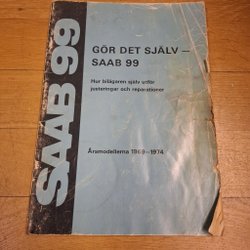 SAAB 99
GÖR DET SJÄLV –
SAAB 99
Hur bilägaren själv utför
justeringar och reparationer
Årsmodellerna 1969–1974